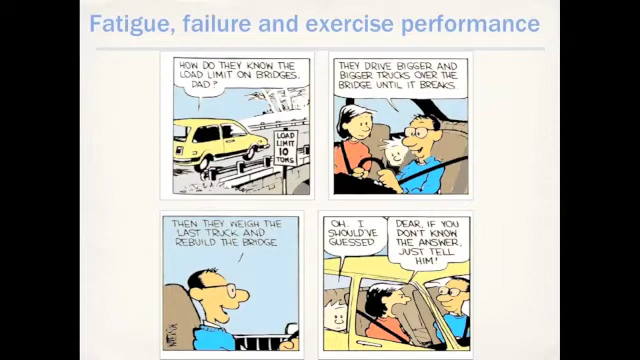 Fatigue, failure and exercise performance
HOW DO THEY KNOW THE
LOAD LIMIT ON BRIDGES,
DAD?
LOAD
LIMIT
10
TONS
THEY DRIVE BIGGER AND
BIGGER TRUCKS OVER THE
BRIDGE UNTIL IT BREAKS.
THEN THEY WEIGH THE
LAST TRUCK AND
REBUILD THE BRIDGE
OH. I
SHOULD'VE
GUESSED
DEAR, IF YOU
DON'T KNOW
THE ANSWER,
JUST TELL
HIM!